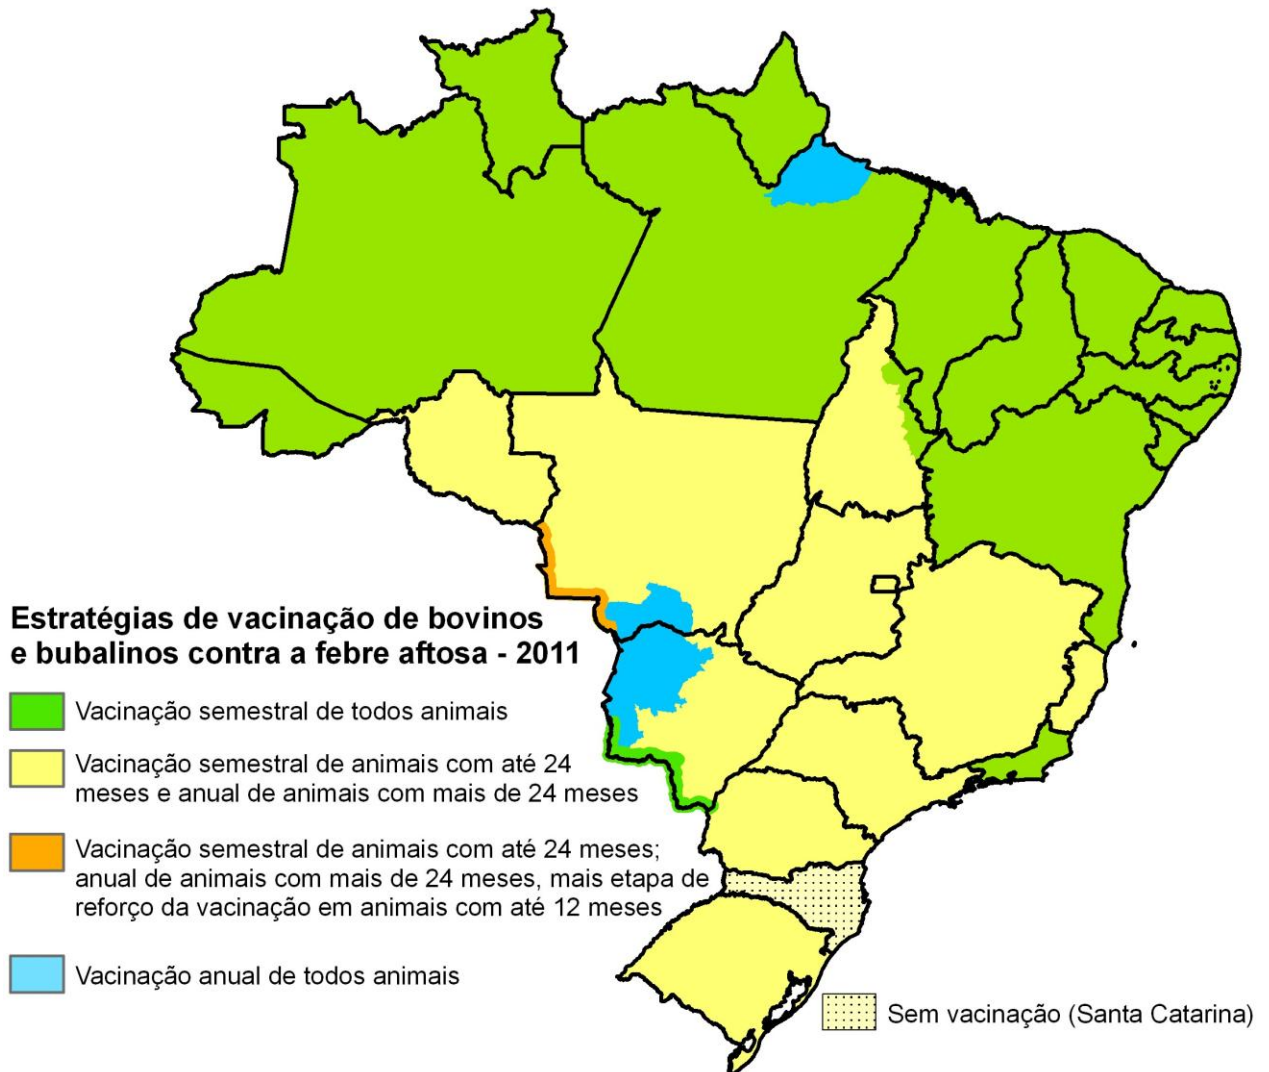 Estratégias de vacinação de bovinos
e bubalinos contra a febre aftosa - 2011
Vacinação semestral de todos animais
Vacinação semestral de animais com até 24
meses e anual de animais com mais de 24 meses
Vacinação semestral de animais com até 24 meses;
anual de animais com mais de 24 meses, mais etapa de
reforço da vacinação em animais com até 12 meses
Vacinação anual de todos animais
Sem vacinação (Santa Catarina)